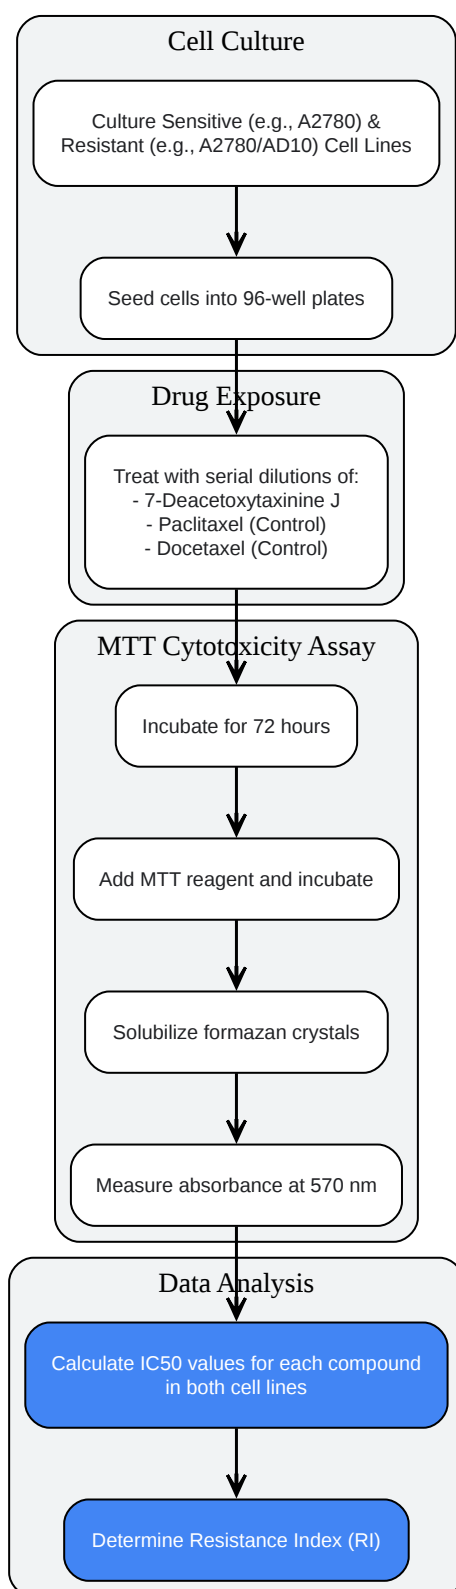 Cell Culture
Culture Sensitive (e.g., A2780) &
Resistant (e.g., A2780/AD10) Cell Lines
Seed cells into 96-well plates
Drug Exposure
Treat with serial dilutions of:
- 7-Deacetoxytaxinine J
- Paclitaxel (Control)
- Docetaxel (Control)
MTT Cytotoxicity Assay
Incubate for 72 hours
Add MTT reagent and incubate
Solubilize formazan crystals
Measure absorbance at 570 nm
Data Analysis
Calculate IC50 values for each compound
in both cell lines
Determine Resistance Index (RI)